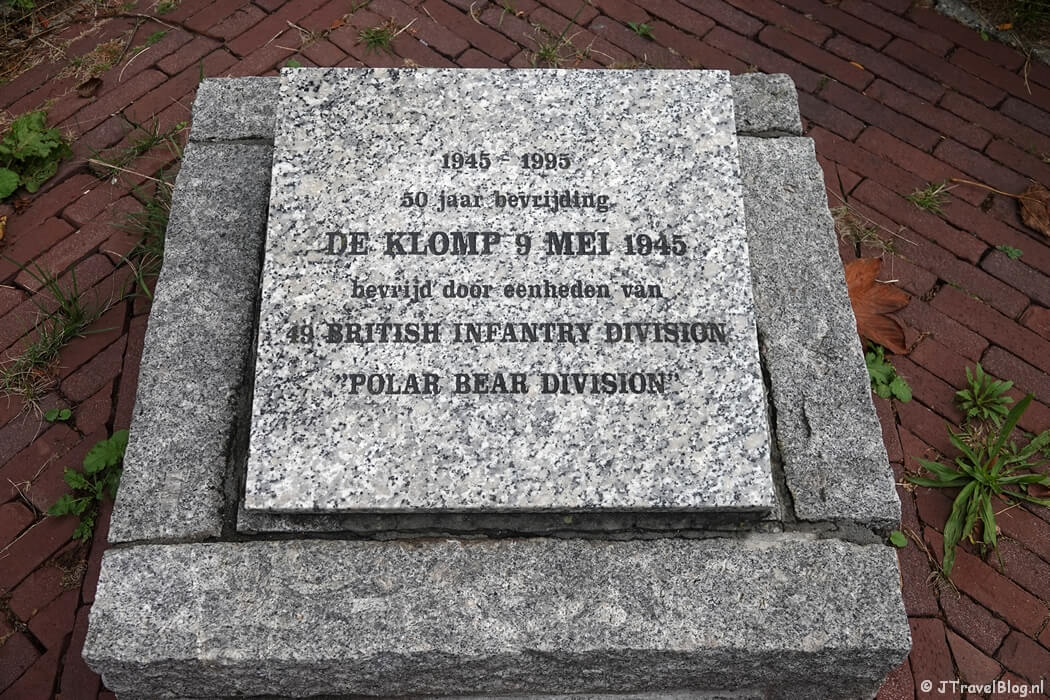 1945 - 1995
50 jaar bevrijding
DE KLOMP 9 MEI 1945
bevrijd door eenheden van
49 BRITISH INFANTRY DIVISION
"POLAR BEAR DIVISION"
© JTravelBlog.nl